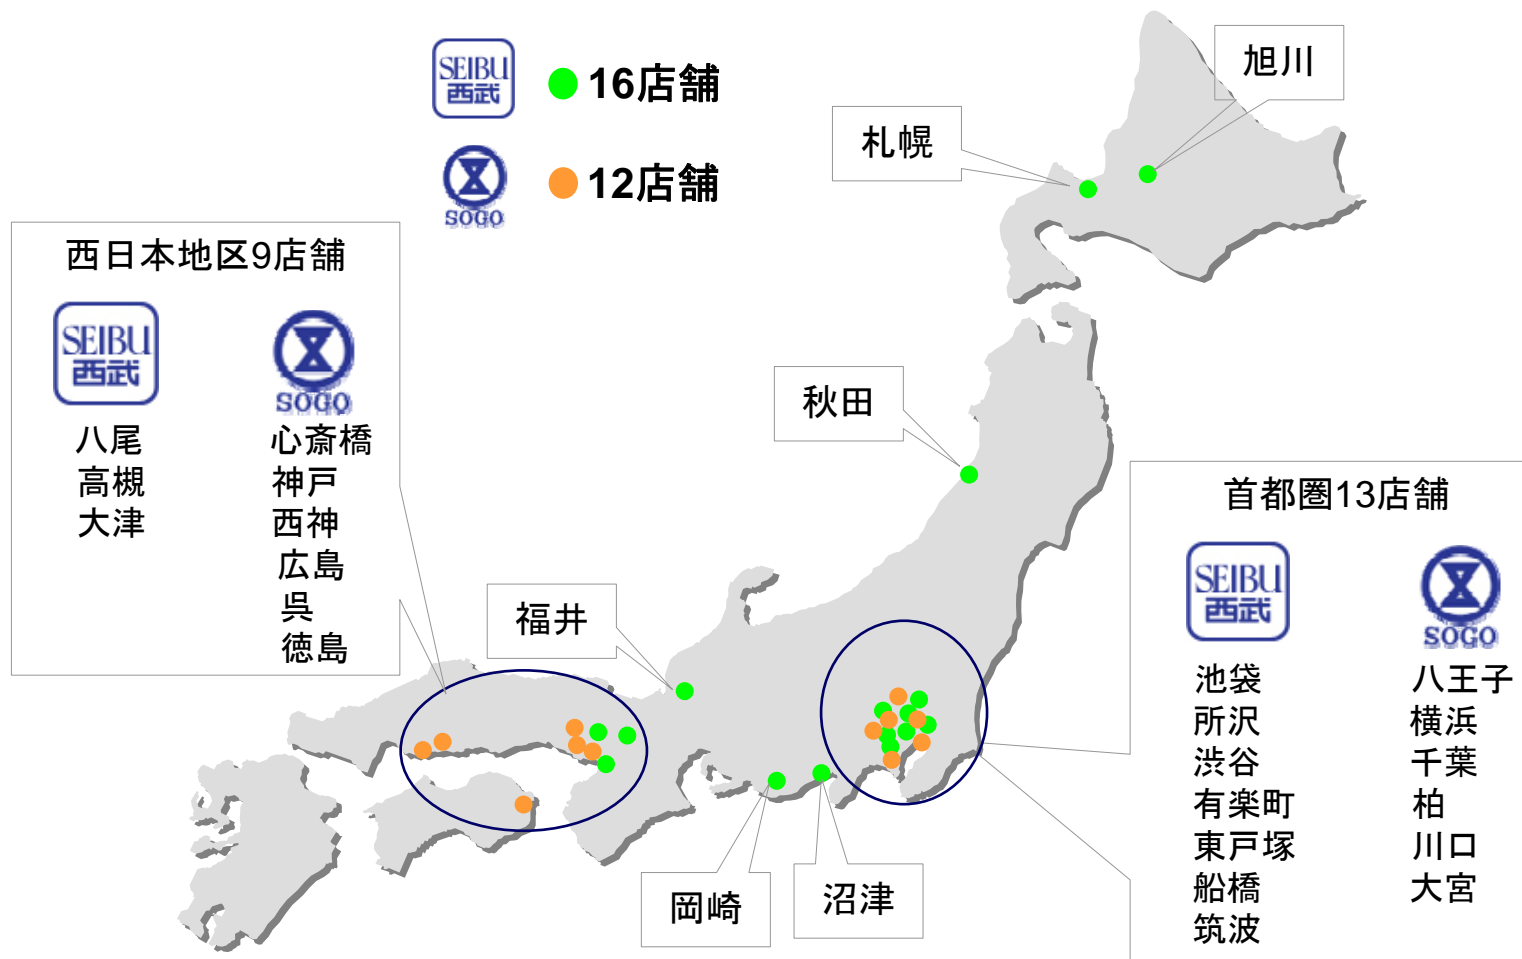 SEIBU
西武
16店舗
SOGO
12店舗
旭川
札幌
西日本地区9店舗
SEIBU
西武
八尾
高槻
大津
SOGO
心斎橋
神戸
西神
広島
呉
徳島
秋田
福井
岡崎
沼津
首都圏13店舗
SEIBU
西武
池袋
所沢
渋谷
有楽町
東戸塚
船橋
筑波
SOGO
八王子
横浜
千葉
柏
川口
大宮